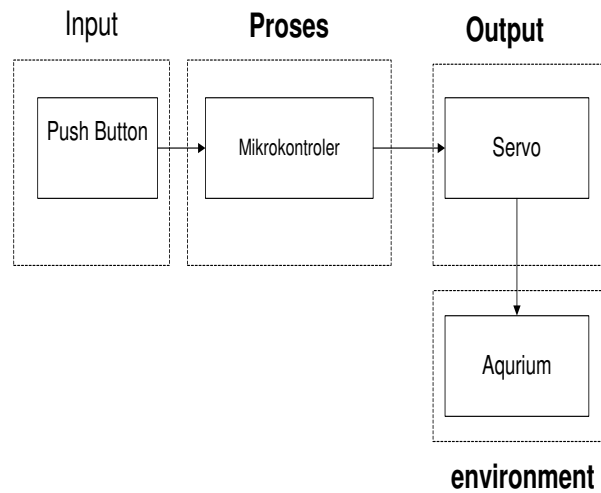 Input
Proses
Output
Push Button
Mikrokontroler
Servo
Aqurium
environment